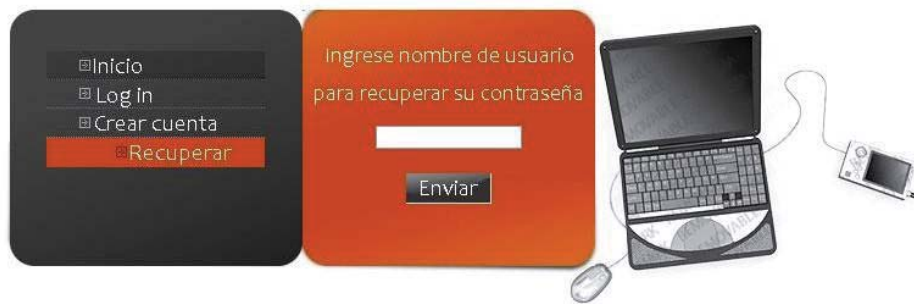 Inicio
Log in
Crear cuenta
Recuperar
Ingrese nombre de usuario
para recuperar su contraseña
Enviar